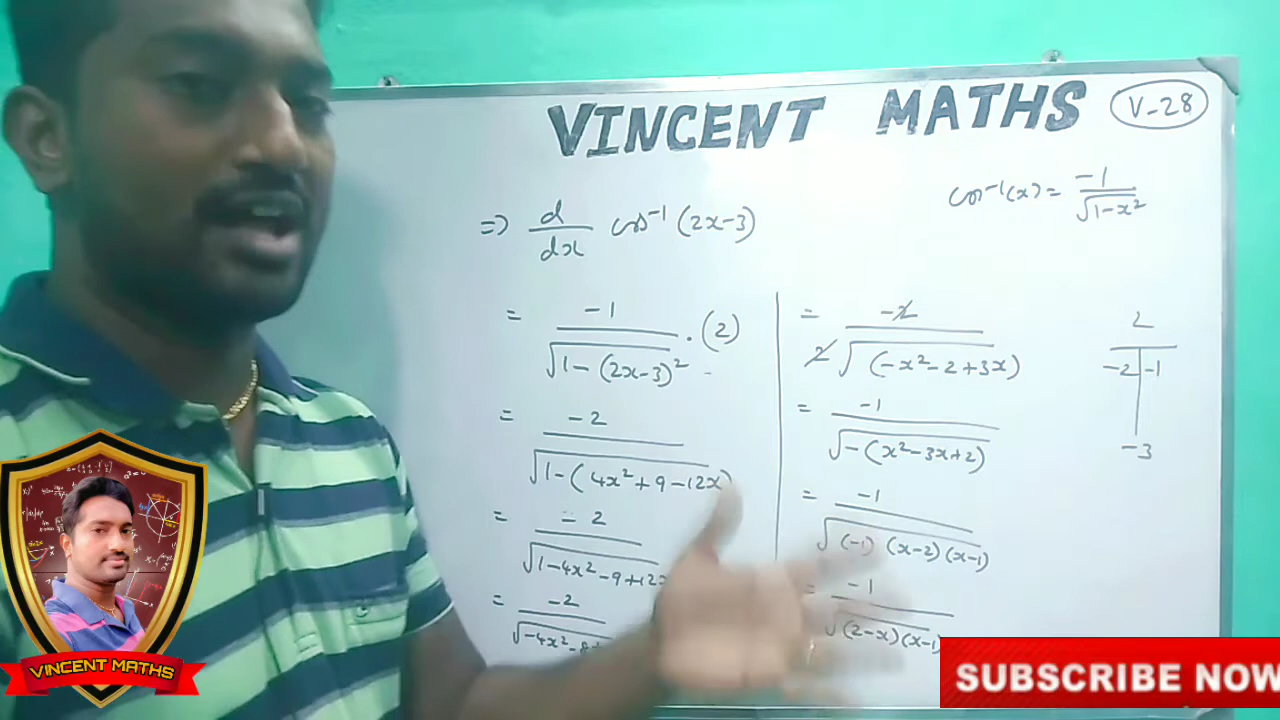 VINCENT MATHS V-28
cos⁻¹(x) = -1/√(1-x²)
=> d/dx cos⁻¹(2x-3)
= -1/√(1-(2x-3)²) . (2)
= -2/√(1-(4x²+9-12x))
= -2/√(1-4x²-9+12x
= -2/√(-4x²-8+
= -2/2√(-x²-2+3x)
= -1/√(-(x²-3x+2))
= -1/√((-1)(x-2)(x-1))
= -1/√((2-x)(x-1)
2
-2 -1
-3
VINCENT MATHS
SUBSCRIBE NOW